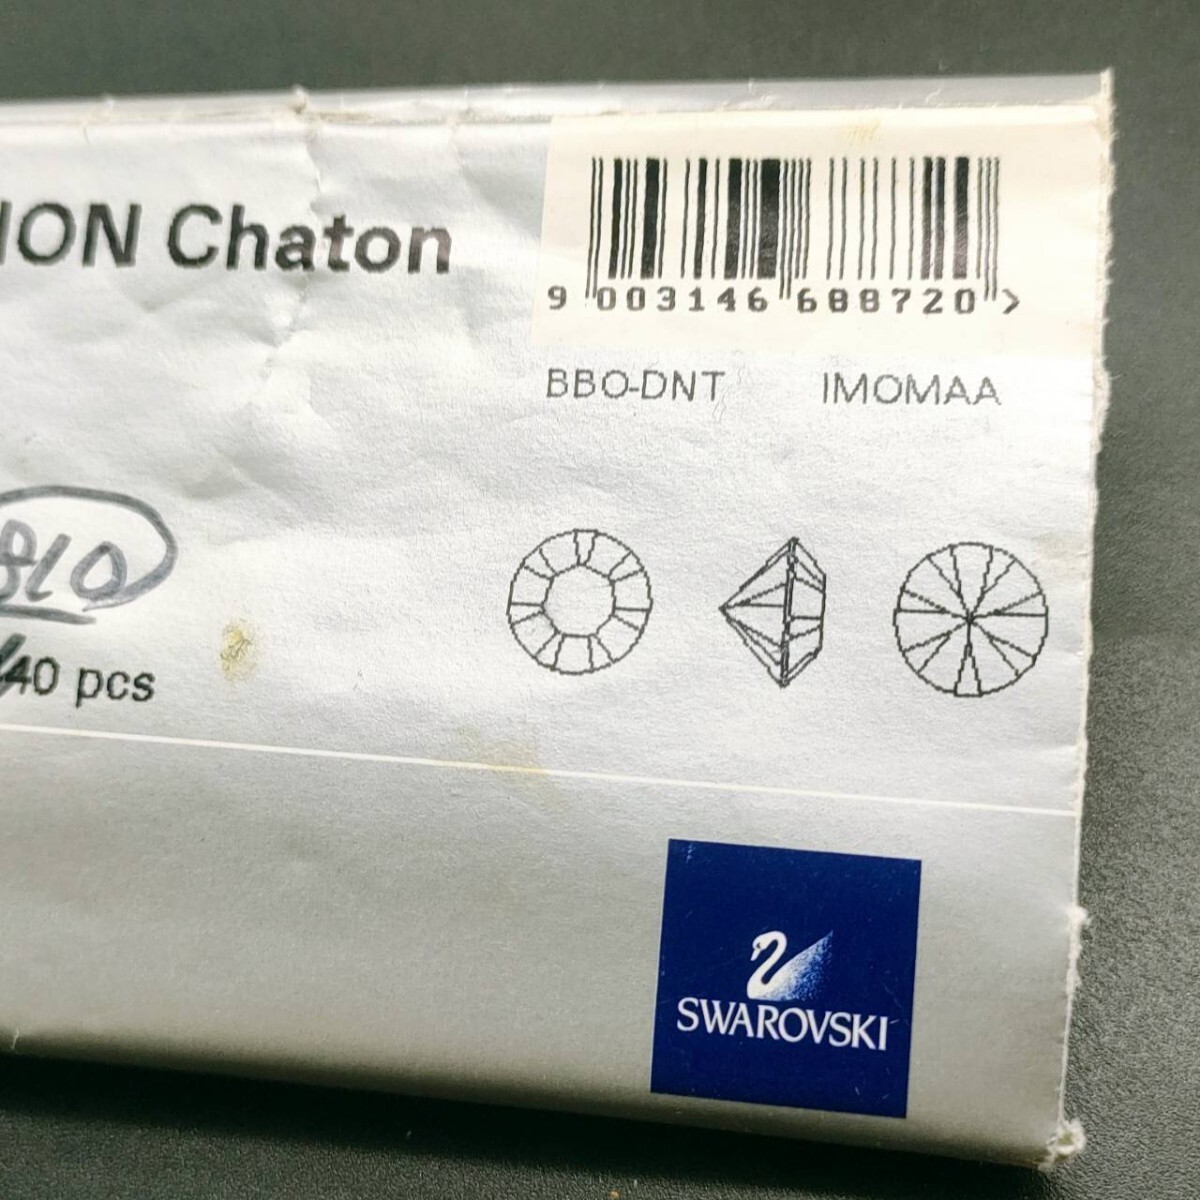 ION Chaton
9 003146 688720 >
BBO-DNT IMOMAA
40 pcs
SWAROVSKI